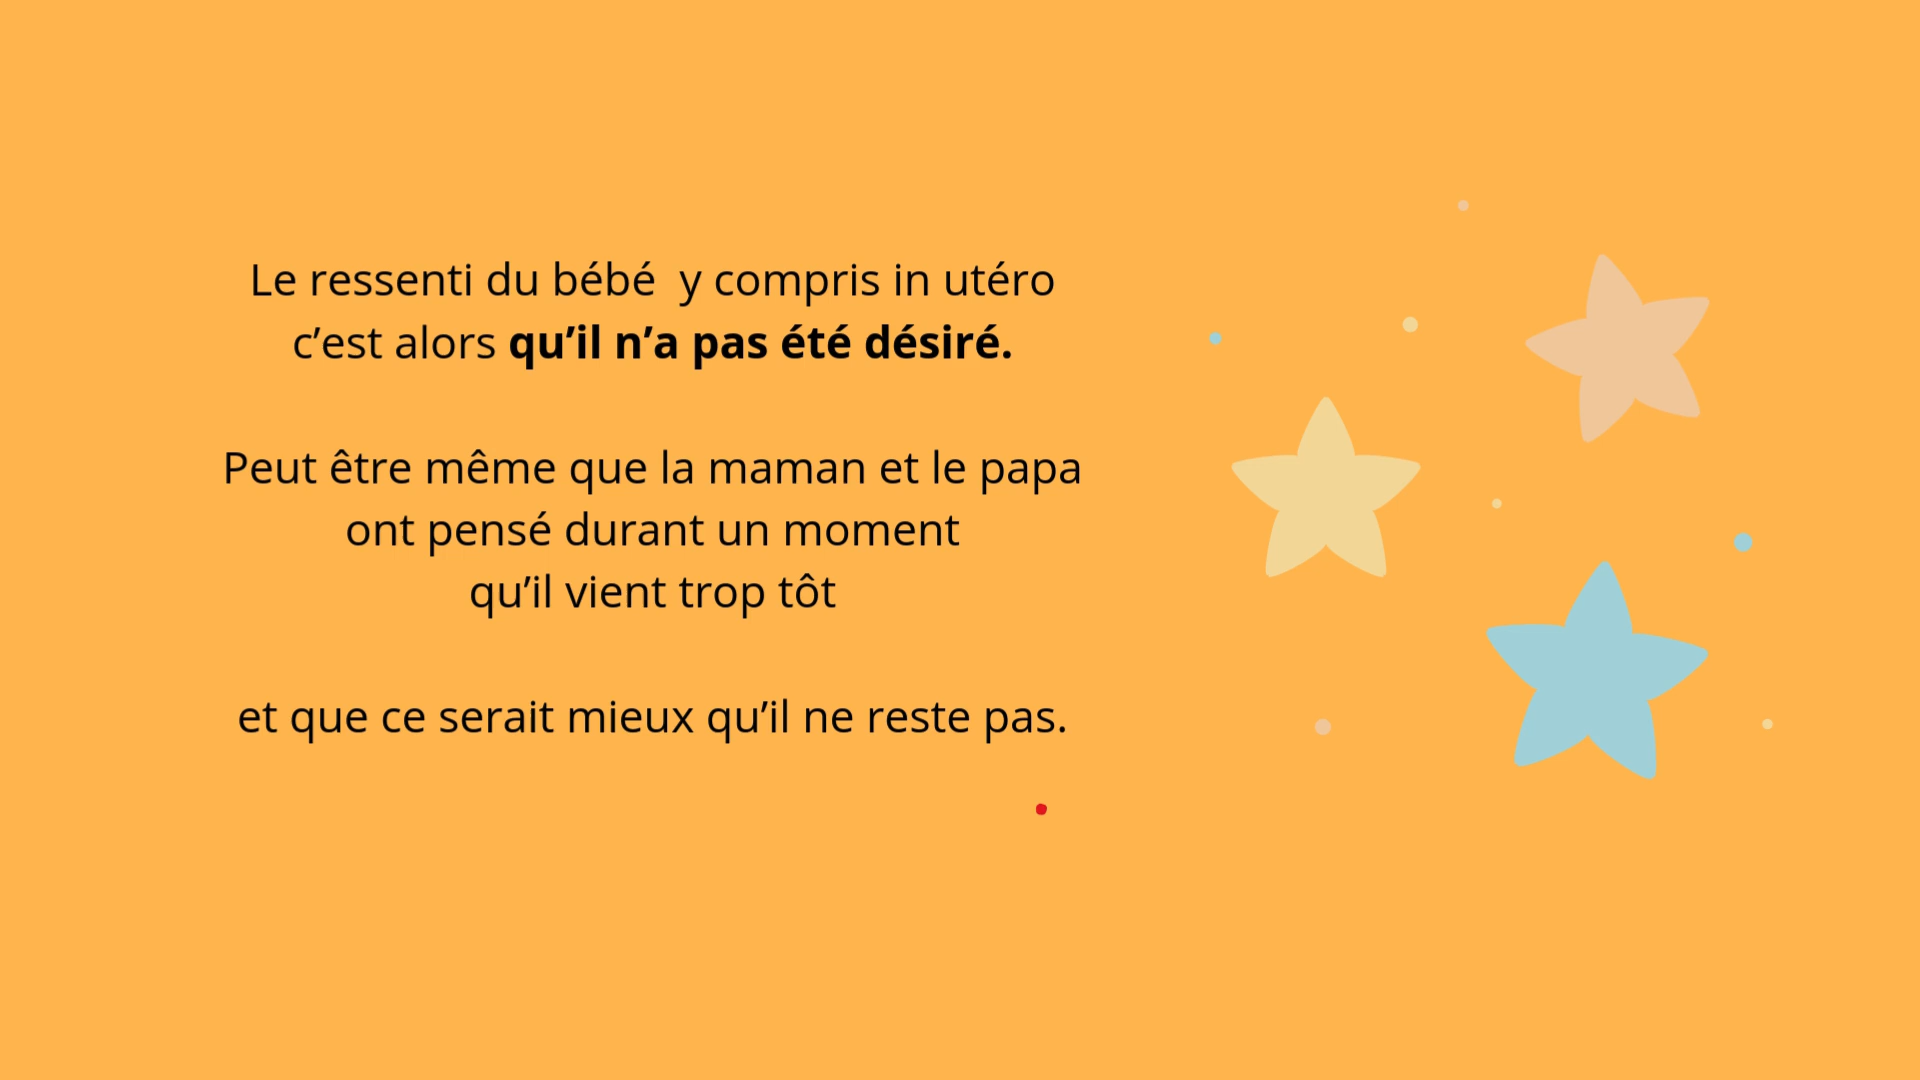 Le ressenti du bébé  y compris in utéro
c’est alors qu’il n’a pas été désiré.
Peut être même que la maman et le papa
ont pensé durant un moment
qu’il vient trop tôt
et que ce serait mieux qu’il ne reste pas.